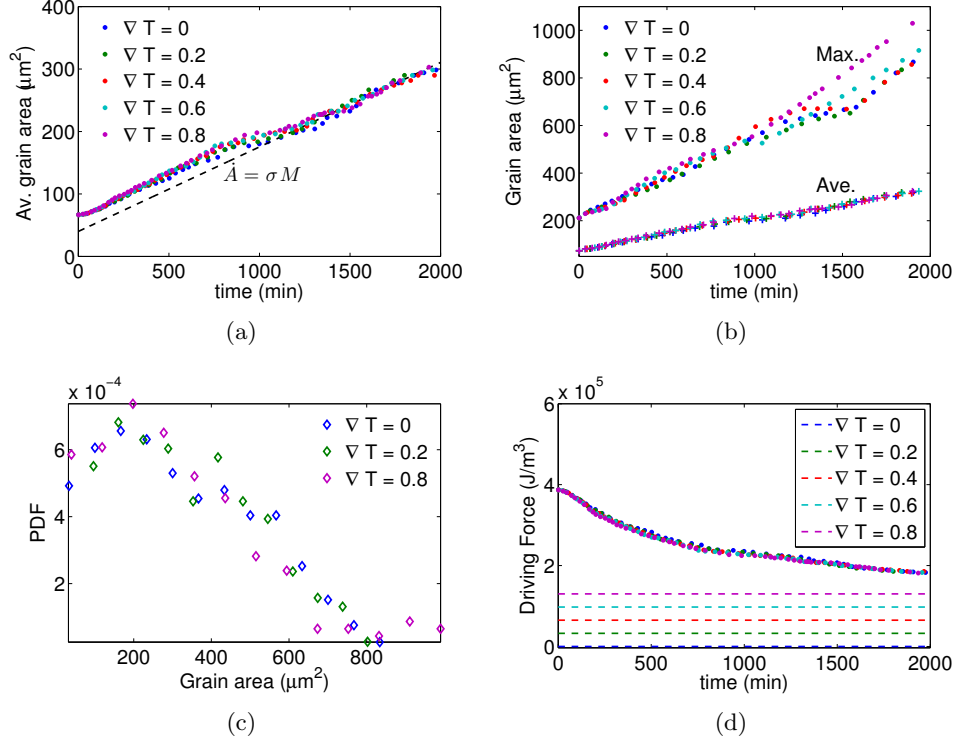 (a)
400
300
200
100
0
Av. grain area (μm²)
∇ T = 0
∇ T = 0.2
∇ T = 0.4
∇ T = 0.6
∇ T = 0.8
Ȧ = σ M
0 500 1000 1500 2000
time (min)
(b)
1000
800
600
400
200
Grain area (μm²)
∇ T = 0
∇ T = 0.2
∇ T = 0.4
∇ T = 0.6
∇ T = 0.8
Max.
Ave.
0 500 1000 1500 2000
time (min)
(c)
x 10⁻⁴
6
4
2
PDF
∇ T = 0
∇ T = 0.2
∇ T = 0.8
200 400 600 800
Grain area (μm²)
(d)
x 10⁵
6
4
2
0
Driving Force (J/m³)
∇ T = 0
∇ T = 0.2
∇ T = 0.4
∇ T = 0.6
∇ T = 0.8
0 500 1000 1500 2000
time (min)